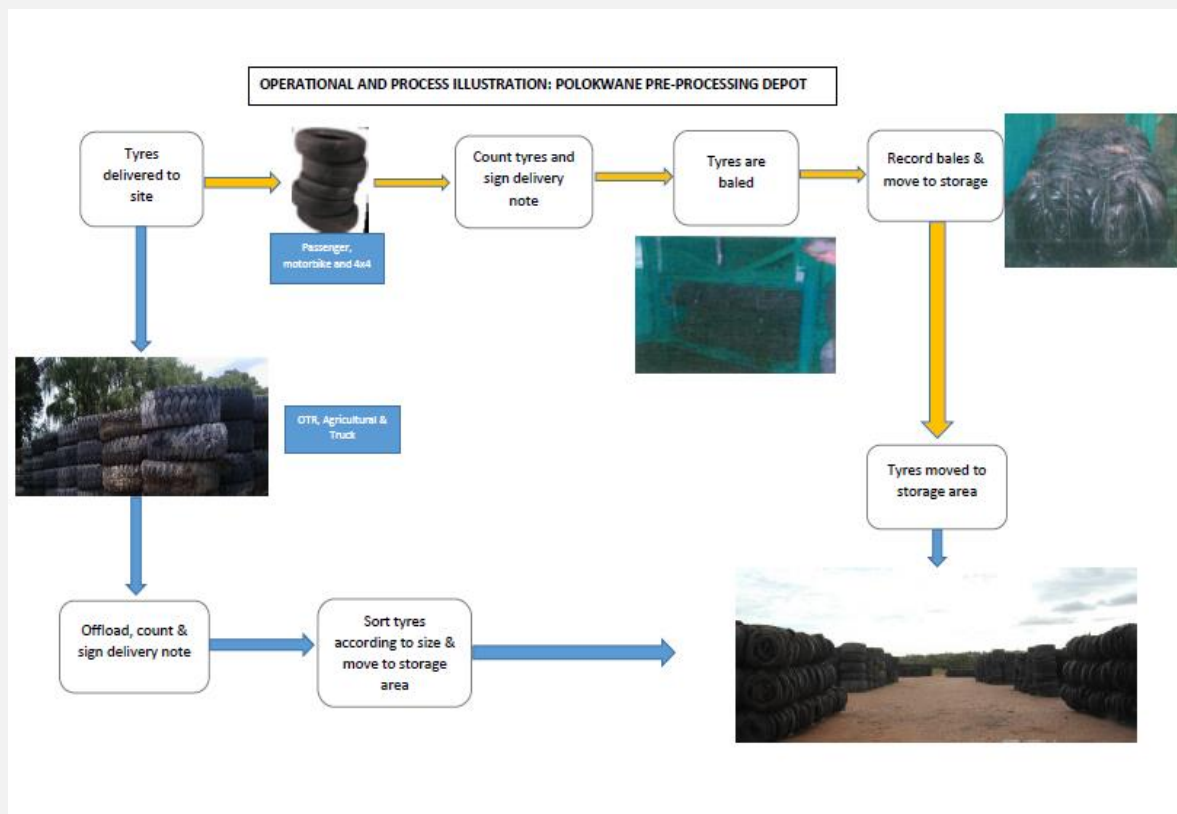 OPERATIONAL AND PROCESS ILLUSTRATION: POLOKWANE PRE-PROCESSING DEPOT
Tyres
delivered to
site
Count tyres and
sign delivery
note
Tyres are
baled
Record bales &
move to storage
Passenger,
motorbike and 4x4
OTR, Agricultural &
Truck
Tyres moved to
storage area
Offload, count &
sign delivery note
Sort tyres
according to size &
move to storage
area